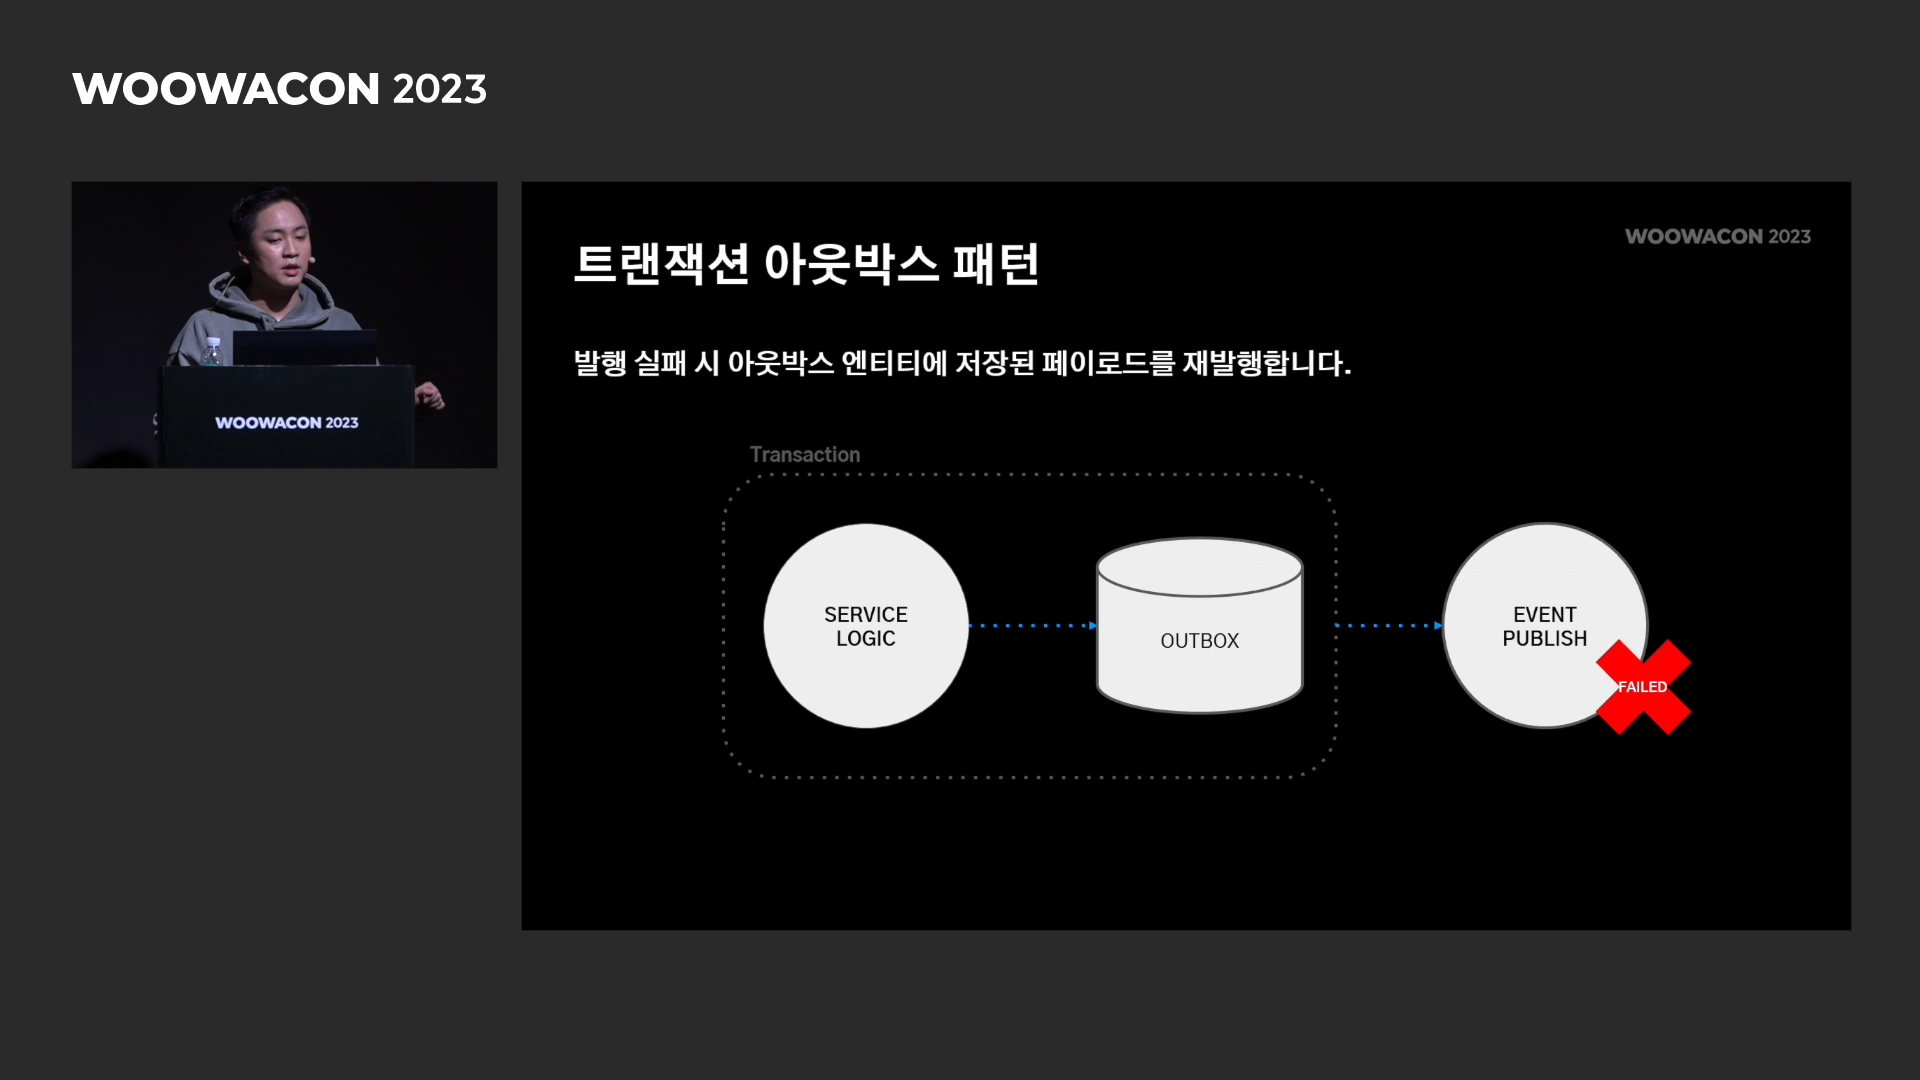 WOOWACON 2023
WOOWACON 2023
WOOWACON 2023
트랜잭션 아웃박스 패턴
발행 실패 시 아웃박스 엔티티에 저장된 페이로드를 재발행합니다.
Transaction
SERVICE
LOGIC
OUTBOX
EVENT
PUBLISH
FAILED